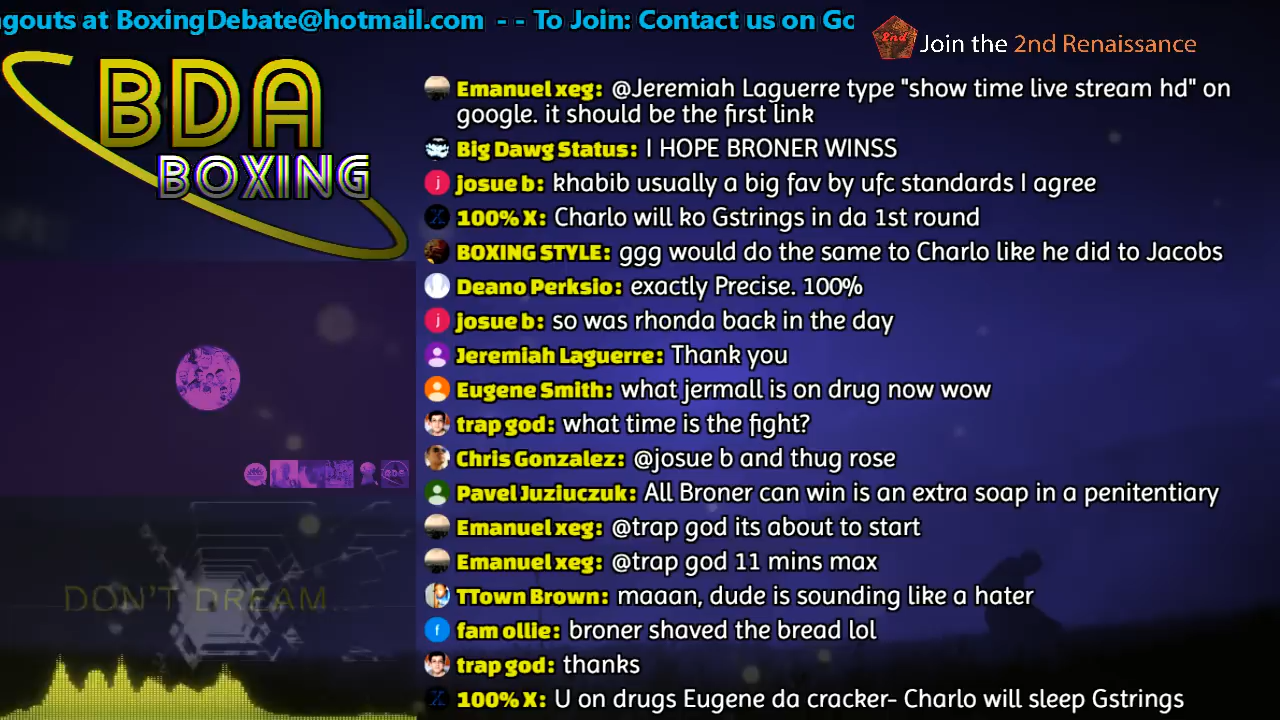 gouts at BoxingDebate@hotmail.com - - To Join: Contact us on Go
2nd
Join the 2nd Renaissance
BDA
BOXING
Emanuel xeg: @Jeremiah Laguerre type "show time live stream hd" on
google. it should be the first link
Big Dawg Status: I HOPE BRONER WINSS
josue b: khabib usually a big fav by ufc standards I agree
100% X: Charlo will ko Gstrings in da 1st round
BOXING STYLE: ggg would do the same to Charlo like he did to Jacobs
Deano Perksio: exactly Precise. 100%
josue b: so was rhonda back in the day
Jeremiah Laguerre: Thank you
Eugene Smith: what jermall is on drug now wow
trap god: what time is the fight?
Chris Gonzalez: @josue b and thug rose
Pavel Juziuczuk: All Broner can win is an extra soap in a penitentiary
Emanuel xeg: @trap god its about to start
Emanuel xeg: @trap god 11 mins max
TTown Brown: maaan, dude is sounding like a hater
fam ollie: broner shaved the bread lol
trap god: thanks
100% X: U on drugs Eugene da cracker- Charlo will sleep Gstrings
DON'T DREAM...